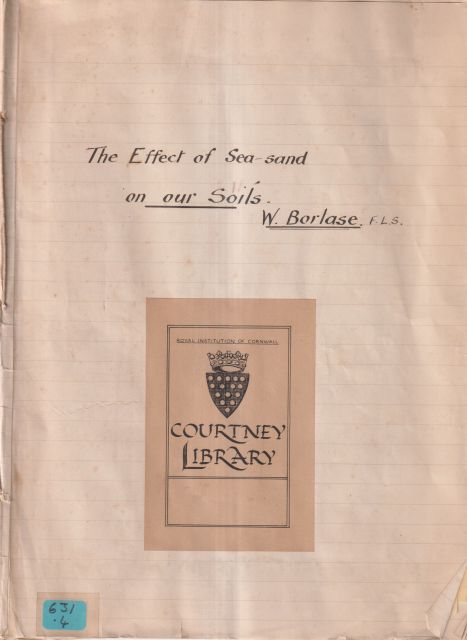 The Effect of Sea-sand
on our Soils.
W. Borlase. F.L.S.
ROYAL INSTITUTION OF CORNWALL
COURTNEY
LIBRARY
631
.4